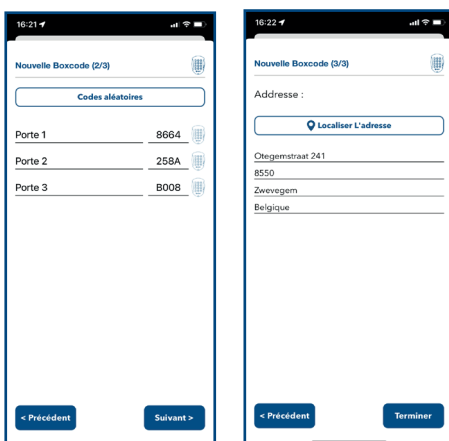 16:21
Nouvelle Boxcode (2/3)
Codes aléatoires
Porte 1 8664
Porte 2 258A
Porte 3 B008
< Précédent Suivant >
16:22
Nouvelle Boxcode (3/3)
Addresse :
Localiser L'adresse
Otegemstraat 241
8550
Zwevegem
Belgique
< Précédent Terminer